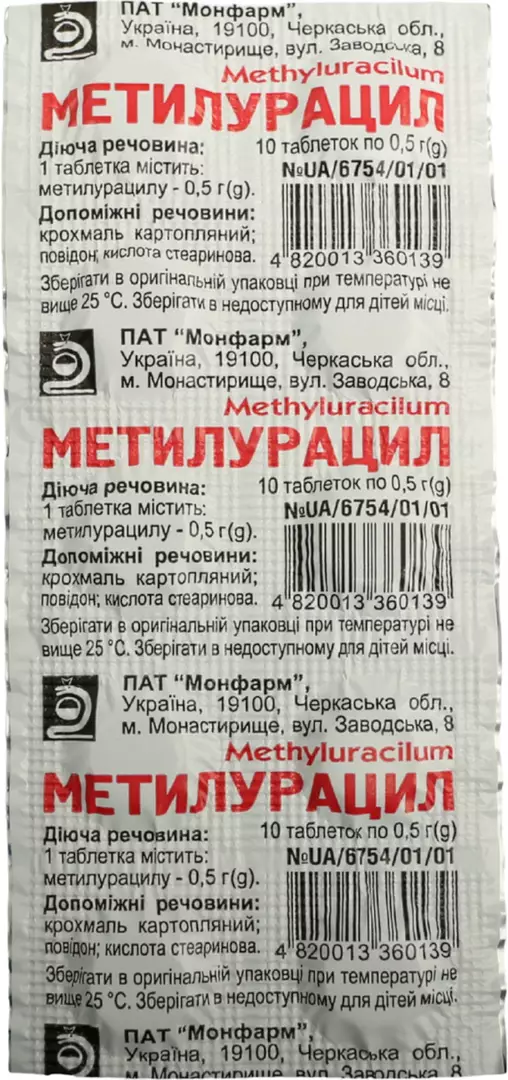 ПАТ “Монфарм”,
Україна, 19100, Черкаська обл.,
м. Монастирище, вул. Заводська, 8
Methyluracilum
МЕТИЛУРАЦИЛ
Діюча речовина: 10 таблеток по 0,5 г(g)
1 таблетка містить: №UA/6754/01/01
метилурацилу - 0,5 г(g).
Допоміжні речовини:
крохмаль картопляний;
повідон; кислота стеаринова. 4 820013 360139
Зберігати в оригінальній упаковці при температурі не
вище 25 °С. Зберігати в недоступному для дітей місці.
ПАТ “Монфарм”,
Україна, 19100, Черкаська обл.,
м. Монастирище, вул. Заводська, 8
Methyluracilum
МЕТИЛУРАЦИЛ
Діюча речовина: 10 таблеток по 0,5 г(g)
1 таблетка містить: №UA/6754/01/01
метилурацилу - 0,5 г(g).
Допоміжні речовини:
крохмаль картопляний;
повідон; кислота стеаринова. 4 820013 360139
Зберігати в оригінальній упаковці при температурі не
вище 25 °С. Зберігати в недоступному для дітей місці.
ПАТ “Монфарм”,
Україна, 19100, Черкаська обл.,
м. Монастирище, вул. Заводська, 8
Methyluracilum
МЕТИЛУРАЦИЛ
Діюча речовина: 10 таблеток по 0,5 г(g)
1 таблетка містить: №UA/6754/01/01
метилурацилу - 0,5 г(g).
Допоміжні речовини:
крохмаль картопляний;
повідон; кислота стеаринова. 4 820013 360139
Зберігати в оригінальній упаковці при температурі не
вище 25 °С. Зберігати в недоступному для дітей місці.
ПАТ “Монфарм”,
Україна, 19100, Черкаська обл.,
м. Монастирище, вул. Заводська, 8